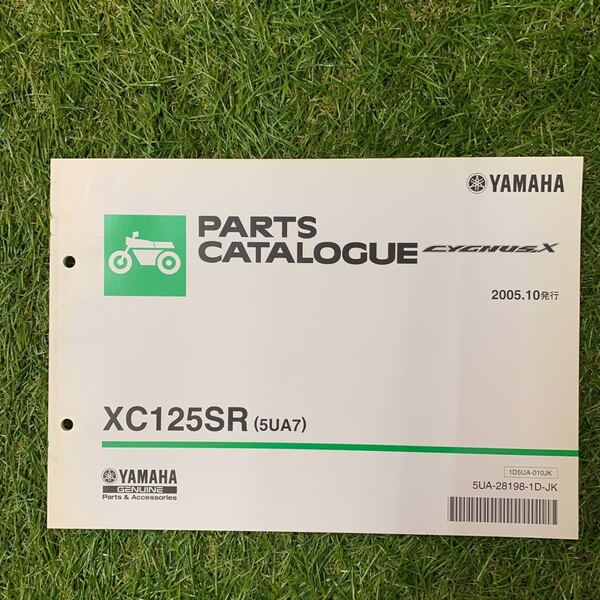 YAMAHA
PARTS
CATALOGUE CYGNUS,X
2005.10発行
XC125SR (5UA7)
YAMAHA
GENUINE
Parts & Accessories
1D5UA-010JK
5UA-28198-1D-JK